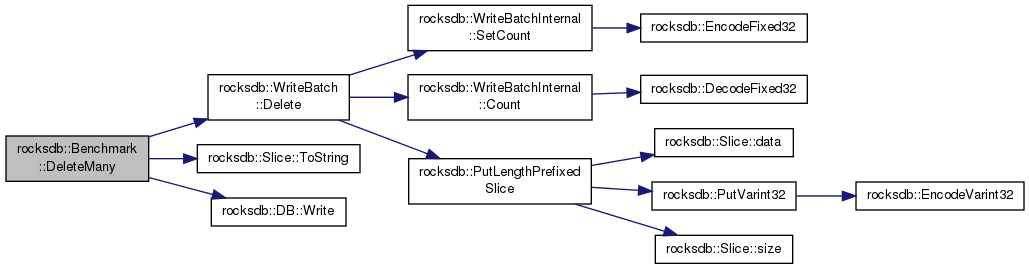 rocksdb::Benchmark
::DeleteMany
rocksdb::WriteBatch
::Delete
rocksdb::Slice::ToString
rocksdb::DB::Write
rocksdb::WriteBatchInternal
::SetCount
rocksdb::WriteBatchInternal
::Count
rocksdb::PutLengthPrefixed
Slice
rocksdb::EncodeFixed32
rocksdb::DecodeFixed32
rocksdb::Slice::data
rocksdb::PutVarint32
rocksdb::Slice::size
rocksdb::EncodeVarint32